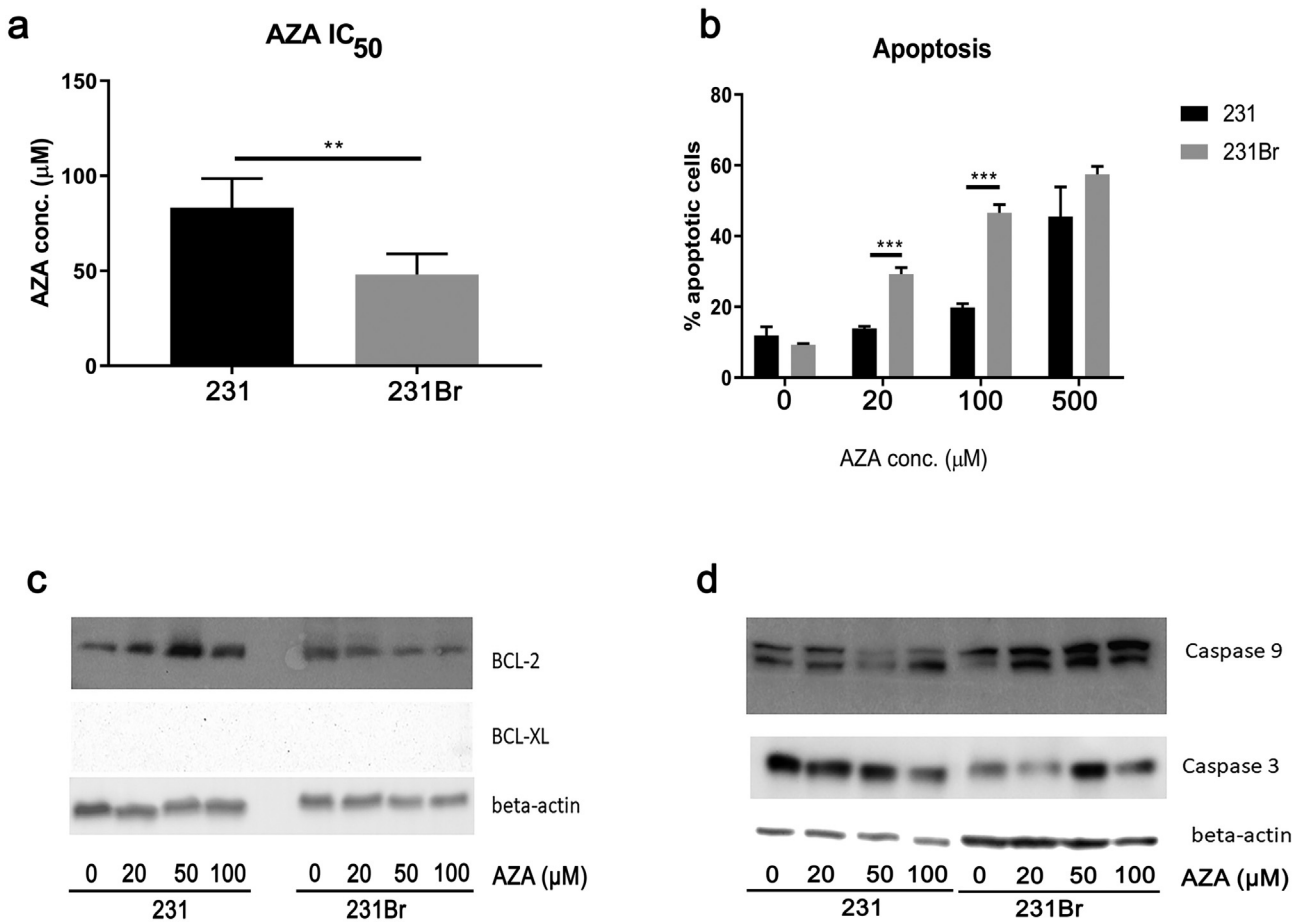 a
AZA IC50
150
100
50
0
AZA conc. (μM)
**
231
231Br
b
Apoptosis
80
60
40
20
0
% apoptotic cells
***
***
0 20 100 500
AZA conc. (μM)
231
231Br
c
BCL-2
BCL-XL
beta-actin
0 20 50 100 0 20 50 100 AZA (μM)
231 231Br
d
Caspase 9
Caspase 3
beta-actin
0 20 50 100 0 20 50 100 AZA (μM)
231 231Br